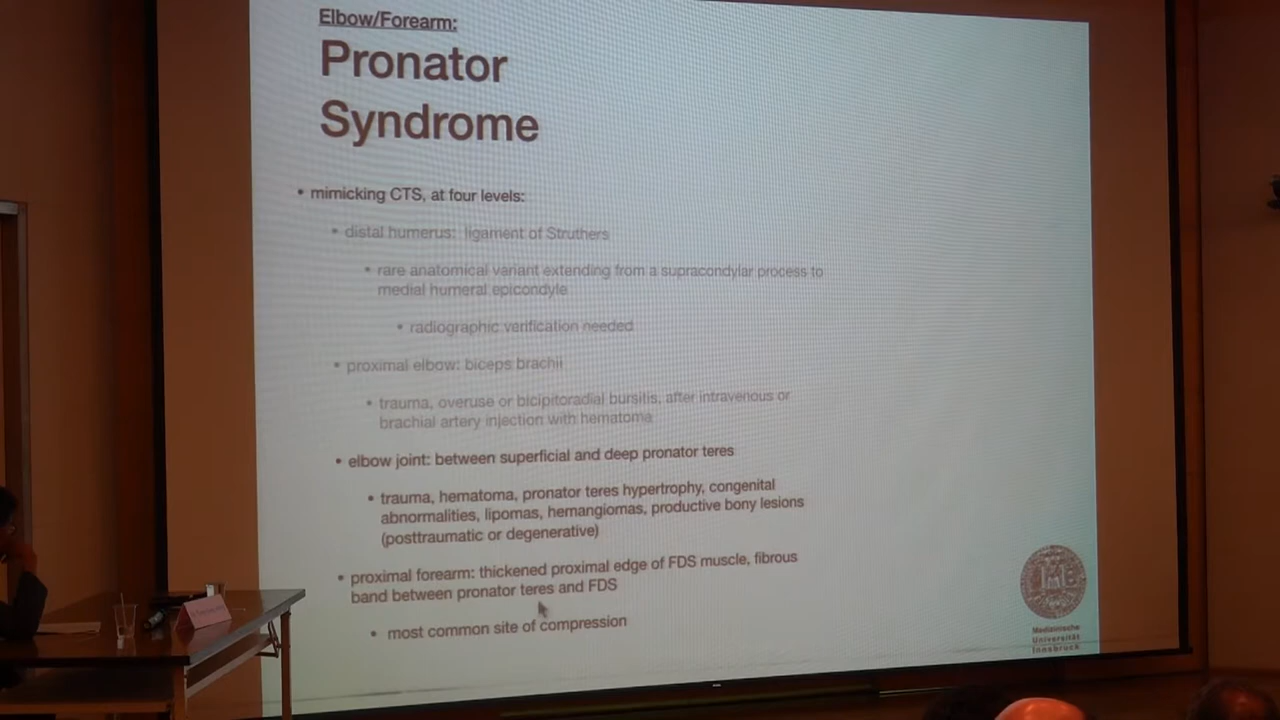 Elbow/Forearm:
Pronator
Syndrome
• mimicking CTS, at four levels:
• distal humerus: ligament of Struthers
• rare anatomical variant extending from a supracondylar process to
medial humeral epicondyle
• radiographic verification needed
• proximal elbow: biceps brachii
• trauma, overuse or bicipitoradial bursitis, after intravenous or
brachial artery injection with hematoma
• elbow joint: between superficial and deep pronator teres
• trauma, hematoma, pronator teres hypertrophy, congenital
abnormalities, lipomas, hemangiomas, productive bony lesions
(posttraumatic or degenerative)
• proximal forearm: thickened proximal edge of FDS muscle, fibrous
band between pronator teres and FDS
• most common site of compression
Medizinische
Universität
Innsbruck